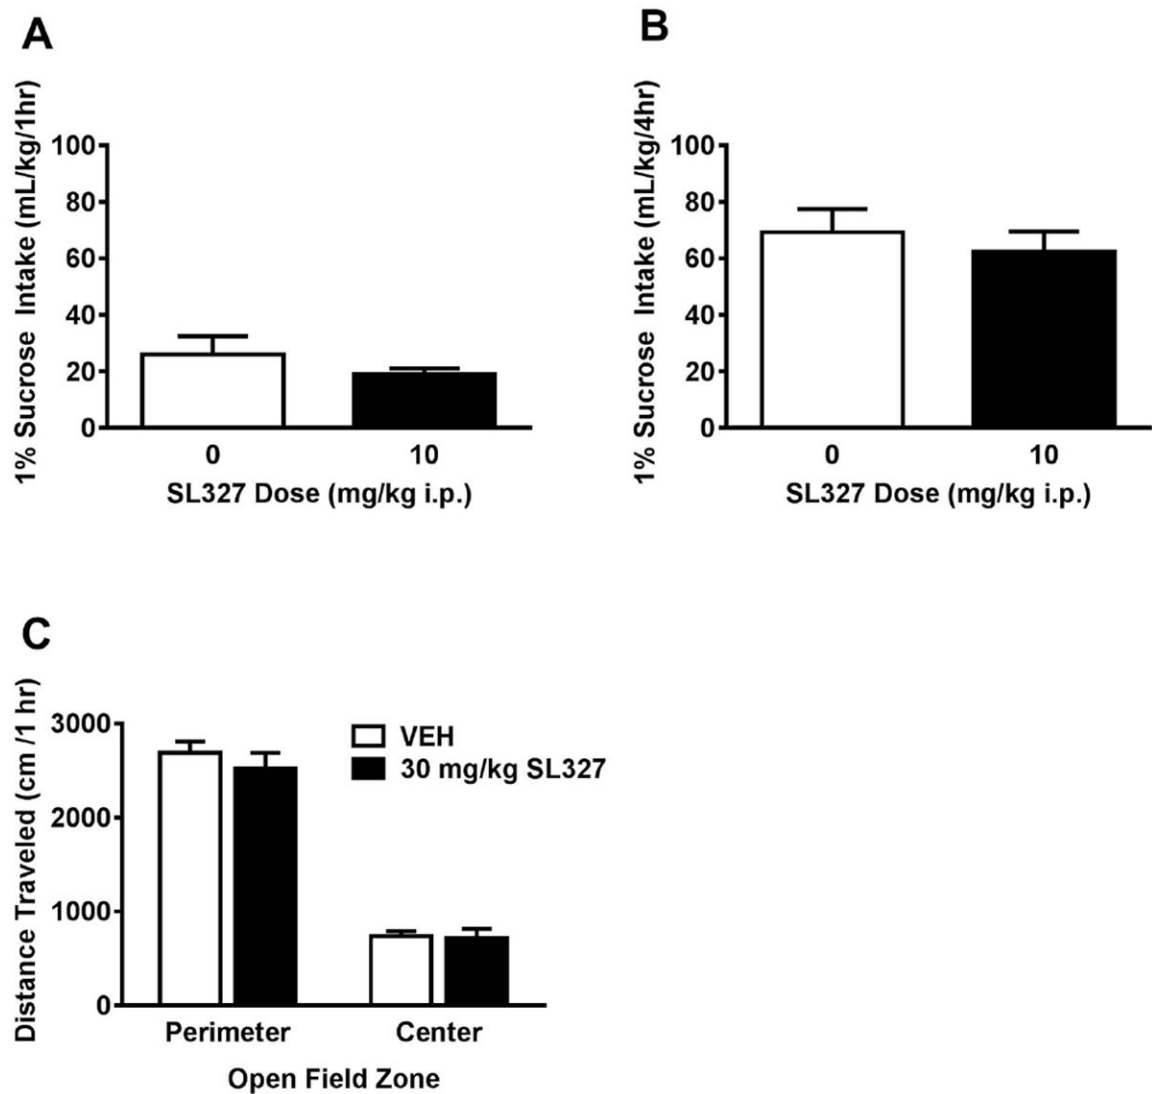 A
1% Sucrose Intake (mL/kg/1hr)
100
80
60
40
20
0
0 10
SL327 Dose (mg/kg i.p.)
B
1% Sucrose Intake (mL/kg/4hr)
100
80
60
40
20
0
0 10
SL327 Dose (mg/kg i.p.)
C
Distance Traveled (cm /1 hr)
3000
2000
1000
0
VEH
30 mg/kg SL327
Perimeter Center
Open Field Zone